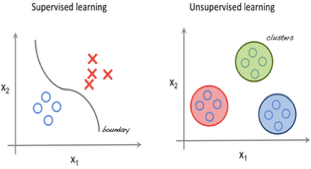 Supervised learning
X2
boundary
X1
Unsupervised learning
clusters
X2
X1